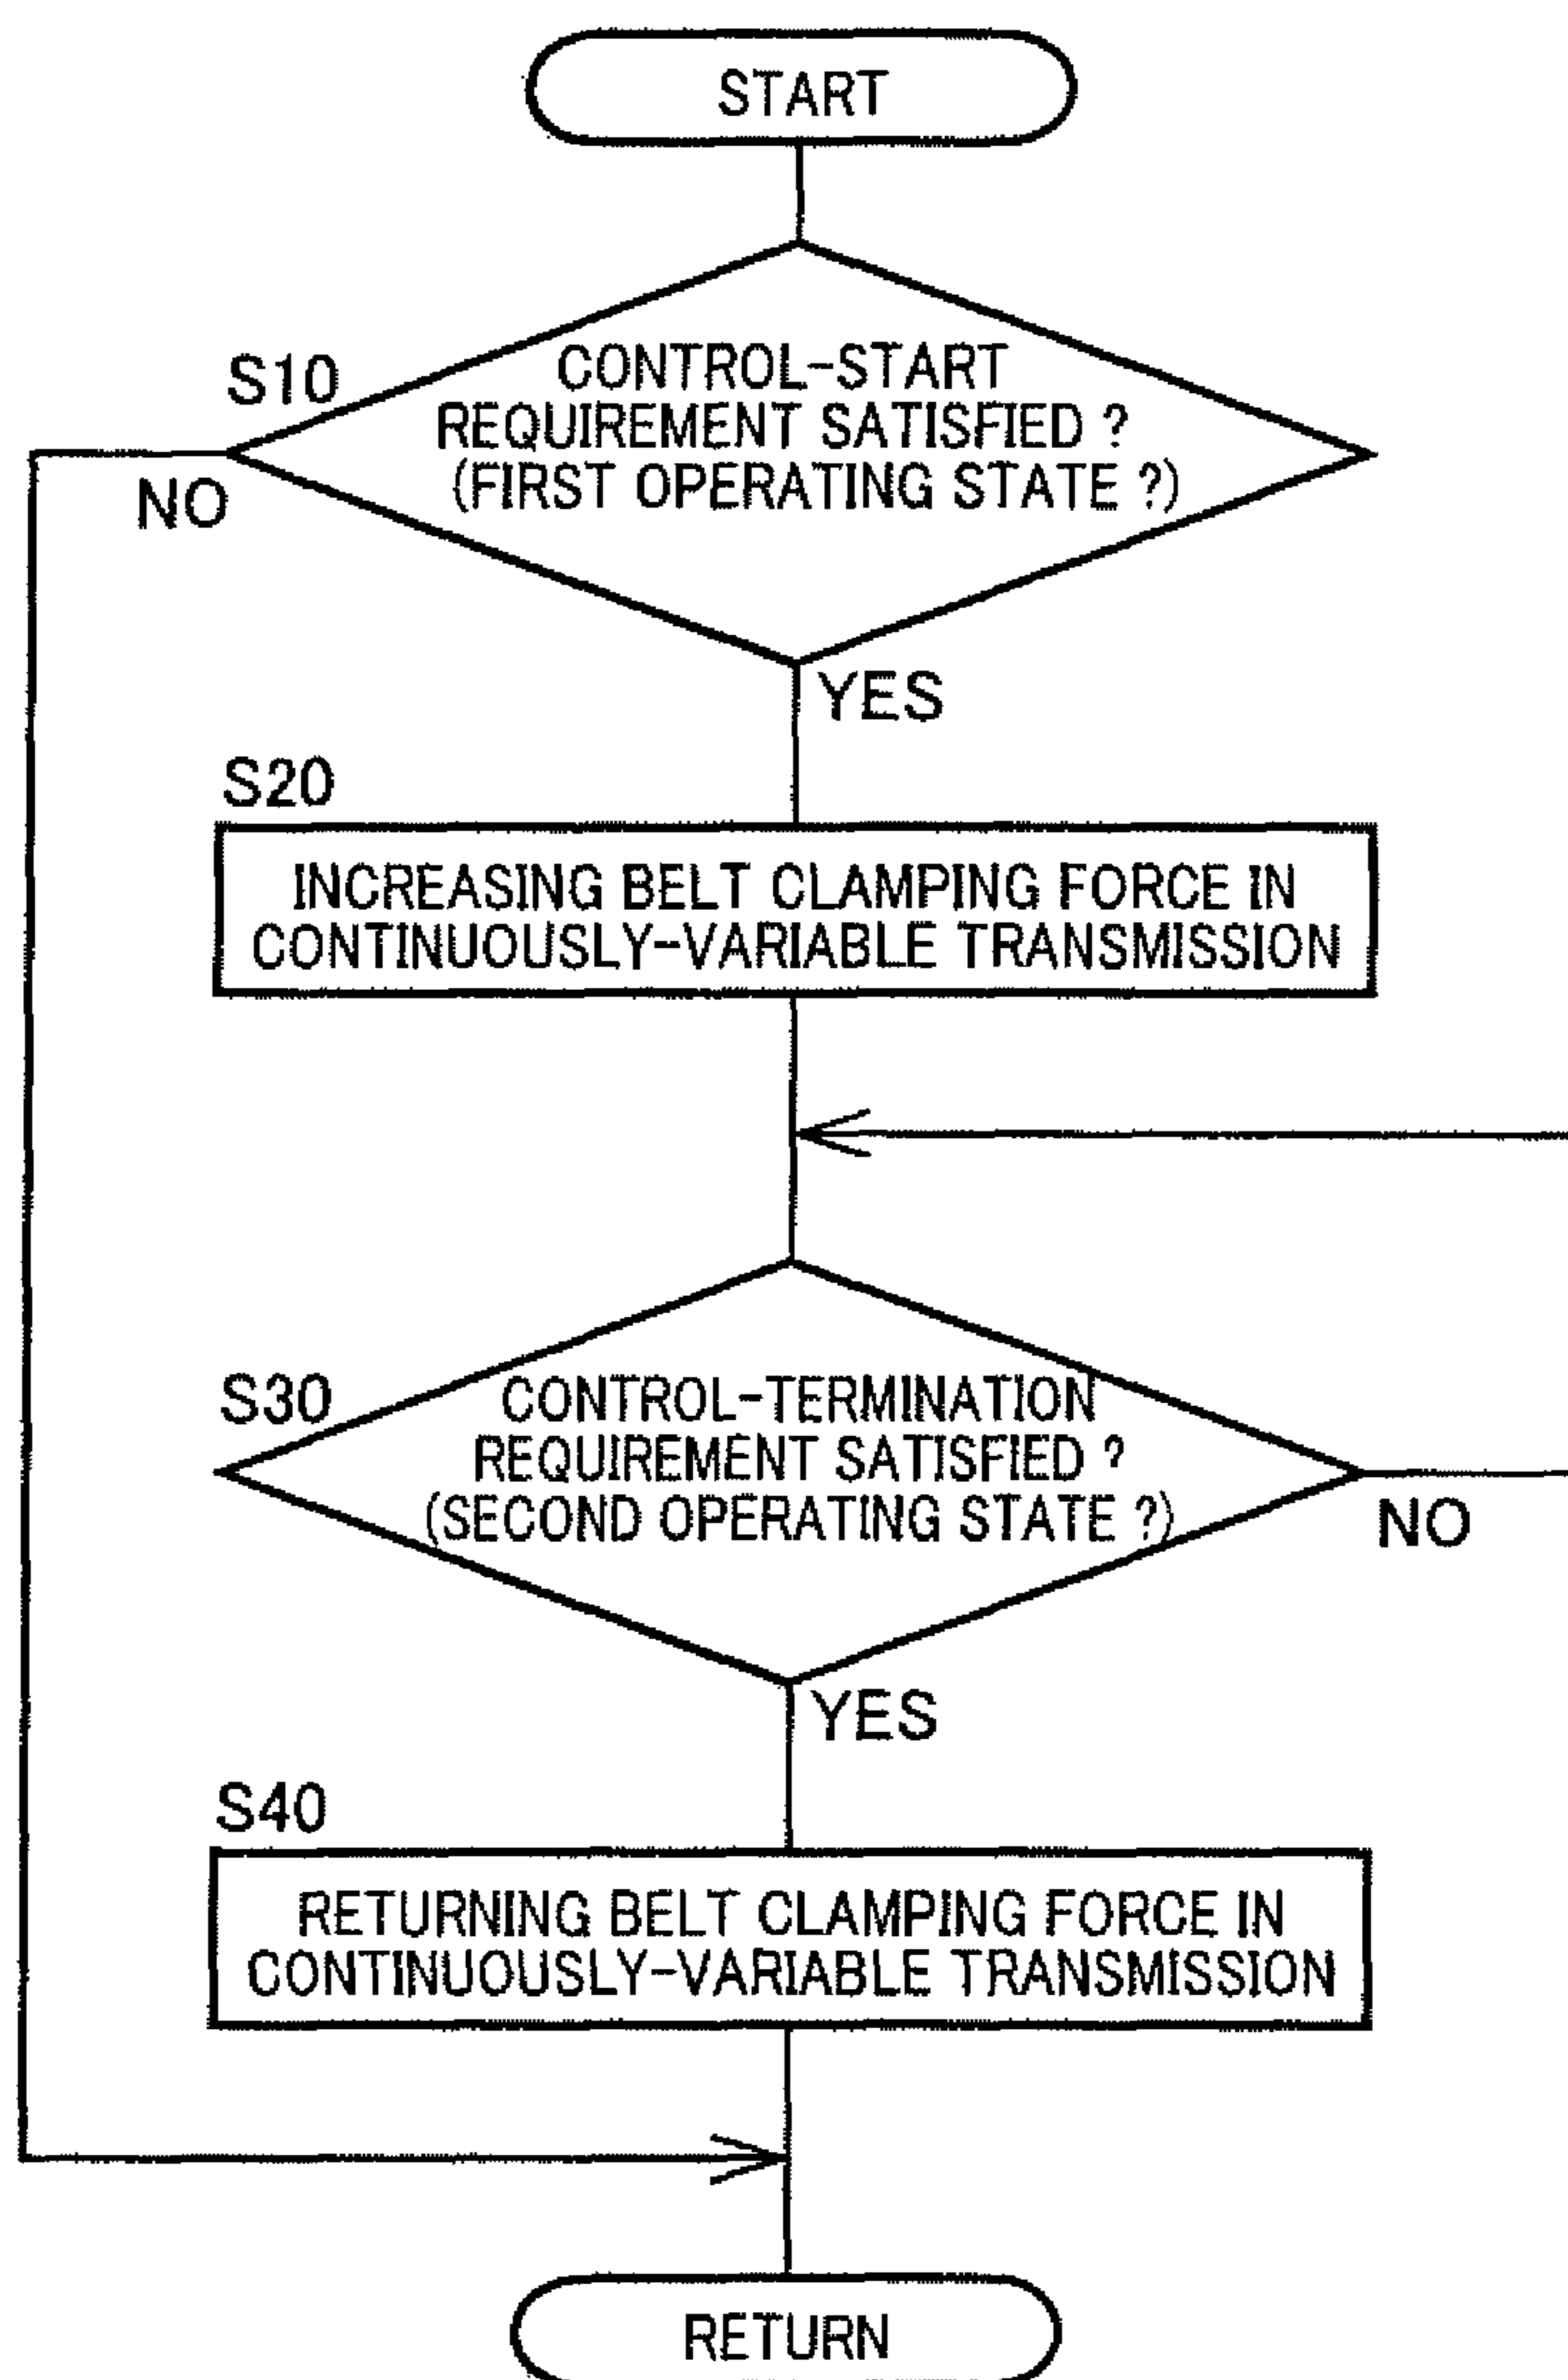 START
S10
CONTROL-START
REQUIREMENT SATISFIED ?
(FIRST OPERATING STATE ?)
NO
YES
S20
INCREASING BELT CLAMPING FORCE IN
CONTINUOUSLY-VARIABLE TRANSMISSION
S30
CONTROL-TERMINATION
REQUIREMENT SATISFIED ?
(SECOND OPERATING STATE ?)
NO
YES
S40
RETURNING BELT CLAMPING FORCE IN
CONTINUOUSLY-VARIABLE TRANSMISSION
RETURN